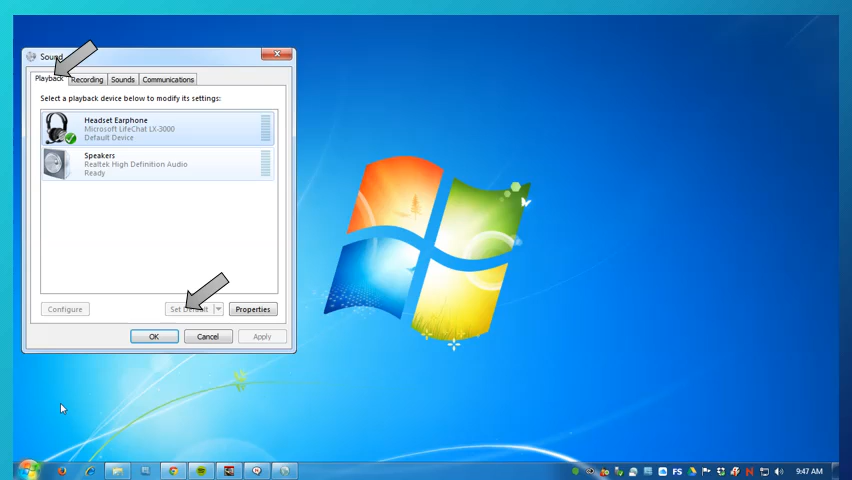 Sound
Playback Recording Sounds Communications
Select a playback device below to modify its settings:
Headset Earphone
Microsoft LifeChat LX-3000
Default Device
Speakers
Realtek High Definition Audio
Ready
Configure Set Properties
OK Cancel Apply
FS N 9:47 AM